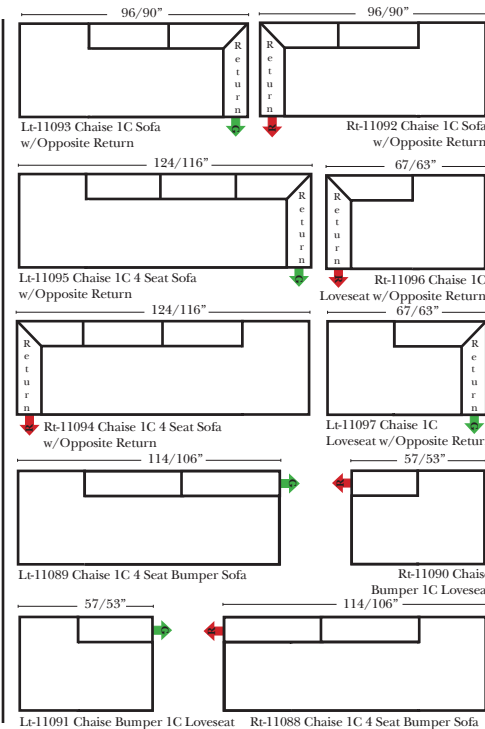 96/90” 96/90”
Return Return
G R
Lt-11093 Chaise 1C Sofa Rt-11092 Chaise 1C Sofa
w/Opposite Return w/Opposite Return
124/116” 67/63”
Return Return
G R
Lt-11095 Chaise 1C 4 Seat Sofa Rt-11096 Chaise 1C
w/Opposite Return Loveseat w/Opposite Return
124/116” 67/63”
Return Return
R G
Rt-11094 Chaise 1C 4 Seat Sofa Lt-11097 Chaise 1C
w/Opposite Return Loveseat w/Opposite Retur
114/106” 57/53”
G R
Lt-11089 Chaise 1C 4 Seat Bumper Sofa Rt-11090 Chaise
Bumper 1C Lovesea
57/53” 114/106”
G R
Lt-11091 Chaise Bumper 1C Loveseat Rt-11088 Chaise 1C 4 Seat Bumper Sofa